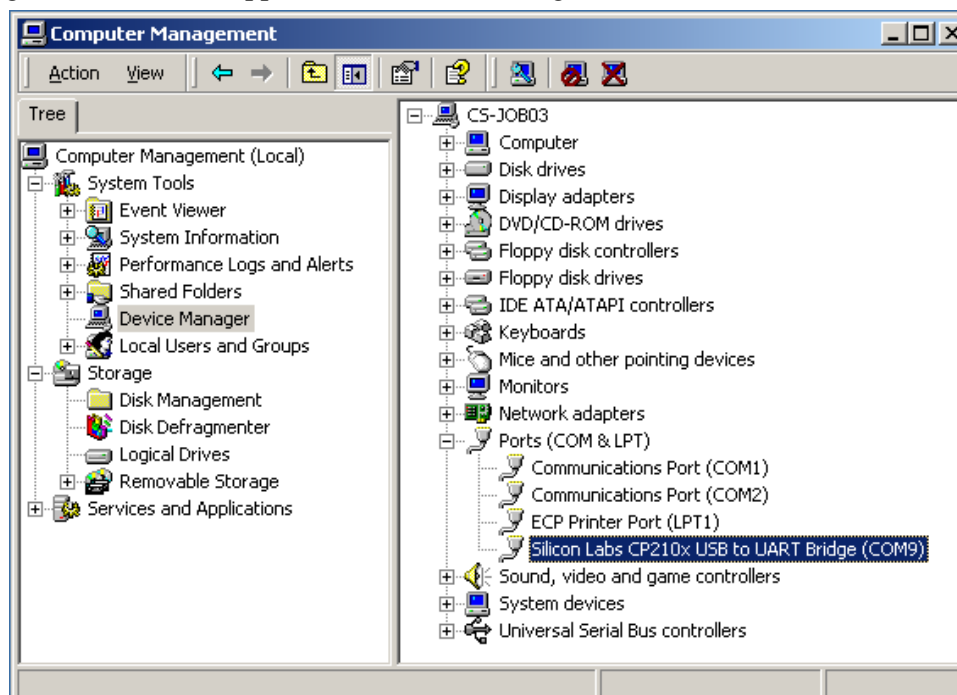 Computer Management
Action View
Tree
Computer Management (Local)
System Tools
Event Viewer
System Information
Performance Logs and Alerts
Shared Folders
Device Manager
Local Users and Groups
Storage
Disk Management
Disk Defragmenter
Logical Drives
Removable Storage
Services and Applications
CS-JOB03
Computer
Disk drives
Display adapters
DVD/CD-ROM drives
Floppy disk controllers
Floppy disk drives
IDE ATA/ATAPI controllers
Keyboards
Mice and other pointing devices
Monitors
Network adapters
Ports (COM & LPT)
Communications Port (COM1)
Communications Port (COM2)
ECP Printer Port (LPT1)
Silicon Labs CP210x USB to UART Bridge (COM9)
Sound, video and game controllers
System devices
Universal Serial Bus controllers